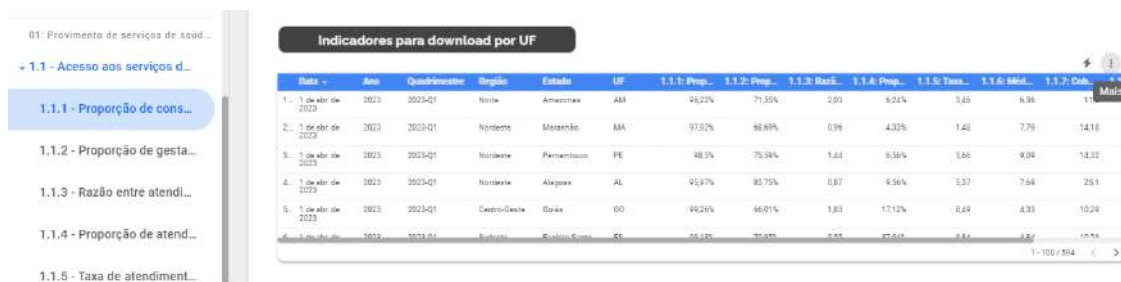 01: Provimento de serviços de saúd...
1.1 - Acesso aos serviços d...
1.1.1 - Proporção de cons...
1.1.2 - Proporção de gesta...
1.1.3 - Razão entre atendi...
1.1.4 - Proporção de atend...
1.1.5 - Taxa de atendiment...
Indicadores para download por UF
Mais
Data Ano Quadrimestre Região Estado UF 1.1.1: Prop... 1.1.2: Prop... 1.1.3: Razã... 1.1.4: Prop... 1.1.5: Taxa... 1.1.6: Méd... 1.1.7: Cob...
1... 1 de abr. de 2023 2023 2023-Q1 Norte Amazonas AM 96,22% 71,55% 2,03 6,24% 3,46 6,36
2... 1 de abr. de 2023 2023 2023-Q1 Nordeste Maranhão MA 97,92% 68,69% 0,96 4,33% 1,48 7,79 14,18
3... 1 de abr. de 2023 2023 2023-Q1 Nordeste Pernambuco PE 98,5% 75,59% 1,44 6,56% 3,66 9,09 14,32
4... 1 de abr. de 2023 2023 2023-Q1 Nordeste Alagoas AL 95,97% 83,75% 0,87 9,56% 5,37 7,69 25,1
5... 1 de abr. de 2023 2023 2023-Q1 Centro-Oeste Goiás GO 99,26% 66,01% 1,83 17,12% 8,49 4,33 10,29
1 - 100 / 594